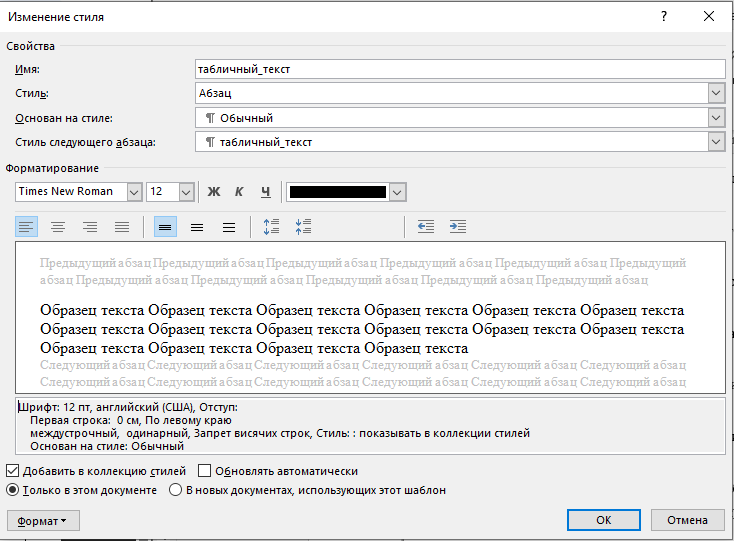 Изменение стиля ? ×
Свойства
Имя: табличный_текст
Стиль: Абзац
Основан на стиле: ¶ Обычный
Стиль следующего абзаца: ¶ табличный_текст
Форматирование
Times New Roman 12 Ж К Ч
Предыдущий абзац Предыдущий абзац Предыдущий абзац Предыдущий абзац Предыдущий
абзац Предыдущий абзац Предыдущий абзац Предыдущий абзац Предыдущий абзац
Образец текста Образец текста Образец текста Образец текста Образец текста Образец текста
Образец текста Образец текста Образец текста Образец текста Образец текста Образец текста
Образец текста Образец текста Образец текста Образец текста
Следующий абзац Следующий абзац Следующий абзац Следующий абзац Следующий абзац Следующий абзац
Следующий абзац Следующий абзац Следующий абзац Следующий абзац Следующий абзац Следующий абзац
Шрифт: 12 пт, английский (США), Отступ:
Первая строка: 0 см, По левому краю
междустрочный, одинарный, Запрет висячих строк, Стиль: : показывать в коллекции стилей
Основан на стиле: Обычный
Добавить в коллекцию стилей Обновлять автоматически
Только в этом документе В новых документах, использующих этот шаблон
Формат ОК Отмена